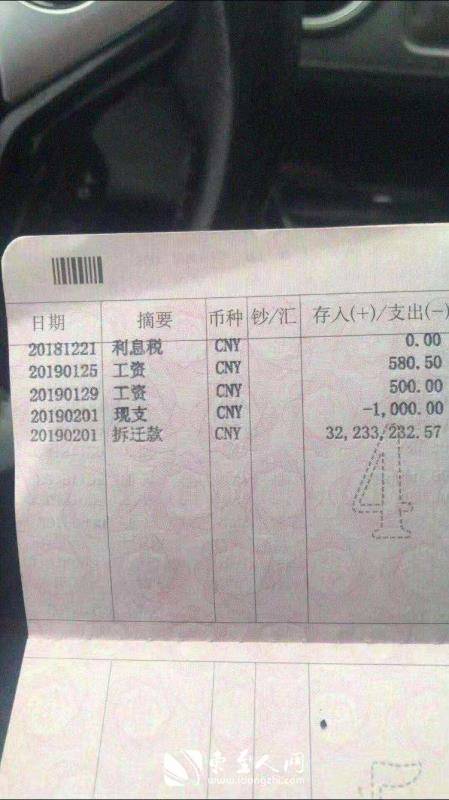 日期 摘要 币种 钞/汇 存入(+)/支出(-)
20181221 利息税 CNY 0.00
20190125 工资 CNY 580.50
20190129 工资 CNY 500.00
20190201 现支 CNY -1,000.00
20190201 拆迁款 CNY 32,233,232.57
4
东至人网